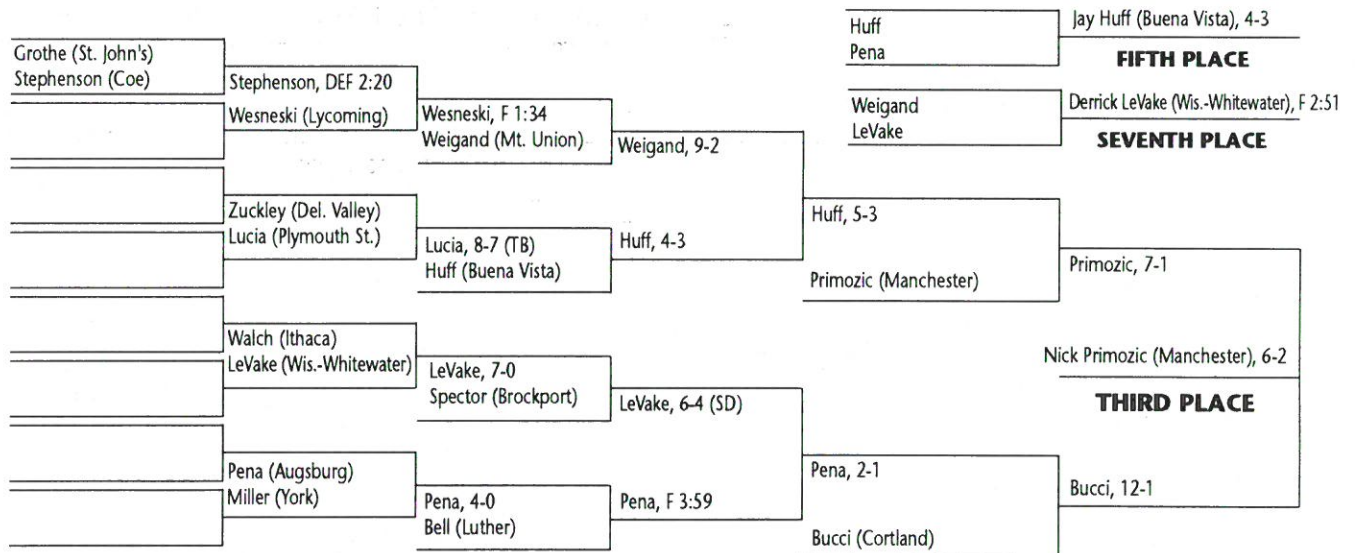 Huff
Pena
Jay Huff (Buena Vista), 4-3
FIFTH PLACE
Weigand
LeVake
Derrick LeVake (Wis.-Whitewater), F 2:51
SEVENTH PLACE
Grothe (St. John's)
Stephenson (Coe)
Stephenson, DEF 2:20
Wesneski (Lycoming)
Wesneski, F 1:34
Weigand (Mt. Union)
Weigand, 9-2
Zuckley (Del. Valley)
Lucia (Plymouth St.)
Lucia, 8-7 (TB)
Huff (Buena Vista)
Huff, 4-3
Huff, 5-3
Primozic (Manchester)
Primozic, 7-1
Walch (Ithaca)
LeVake (Wis.-Whitewater)
LeVake, 7-0
Spector (Brockport)
LeVake, 6-4 (SD)
Nick Primozic (Manchester), 6-2
THIRD PLACE
Pena (Augsburg)
Miller (York)
Pena, 4-0
Bell (Luther)
Pena, F 3:59
Pena, 2-1
Bucci (Cortland)
Bucci, 12-1